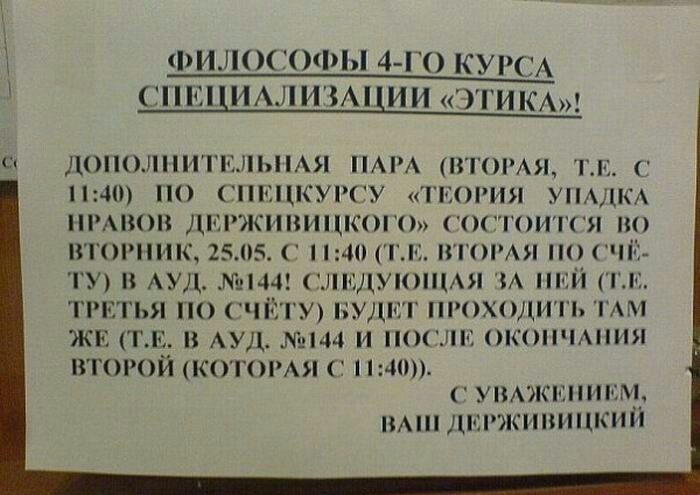 ФИЛОСОФЫ 4-ГО КУРСА
СПЕЦИАЛИЗАЦИИ «ЭТИКА»!
ДОПОЛНИТЕЛЬНАЯ ПАРА (ВТОРАЯ, Т.Е. С
11:40) ПО СПЕЦКУРСУ «ТЕОРИЯ УПАДКА
НРАВОВ ДЕРЖИВИЦКОГО» СОСТОИТСЯ ВО
ВТОРНИК, 25.05. С 11:40 (Т.Е. ВТОРАЯ ПО СЧЁ-
ТУ) В АУД. №144! СЛЕДУЮЩАЯ ЗА НЕЙ (Т.Е.
ТРЕТЬЯ ПО СЧЁТУ) БУДЕТ ПРОХОДИТЬ ТАМ
ЖЕ (Т.Е. В АУД. №144 И ПОСЛЕ ОКОНЧАНИЯ
ВТОРОЙ (КОТОРАЯ С 11:40)).
С УВАЖЕНИЕМ,
ВАШ ДЕРЖИВИЦКИЙ